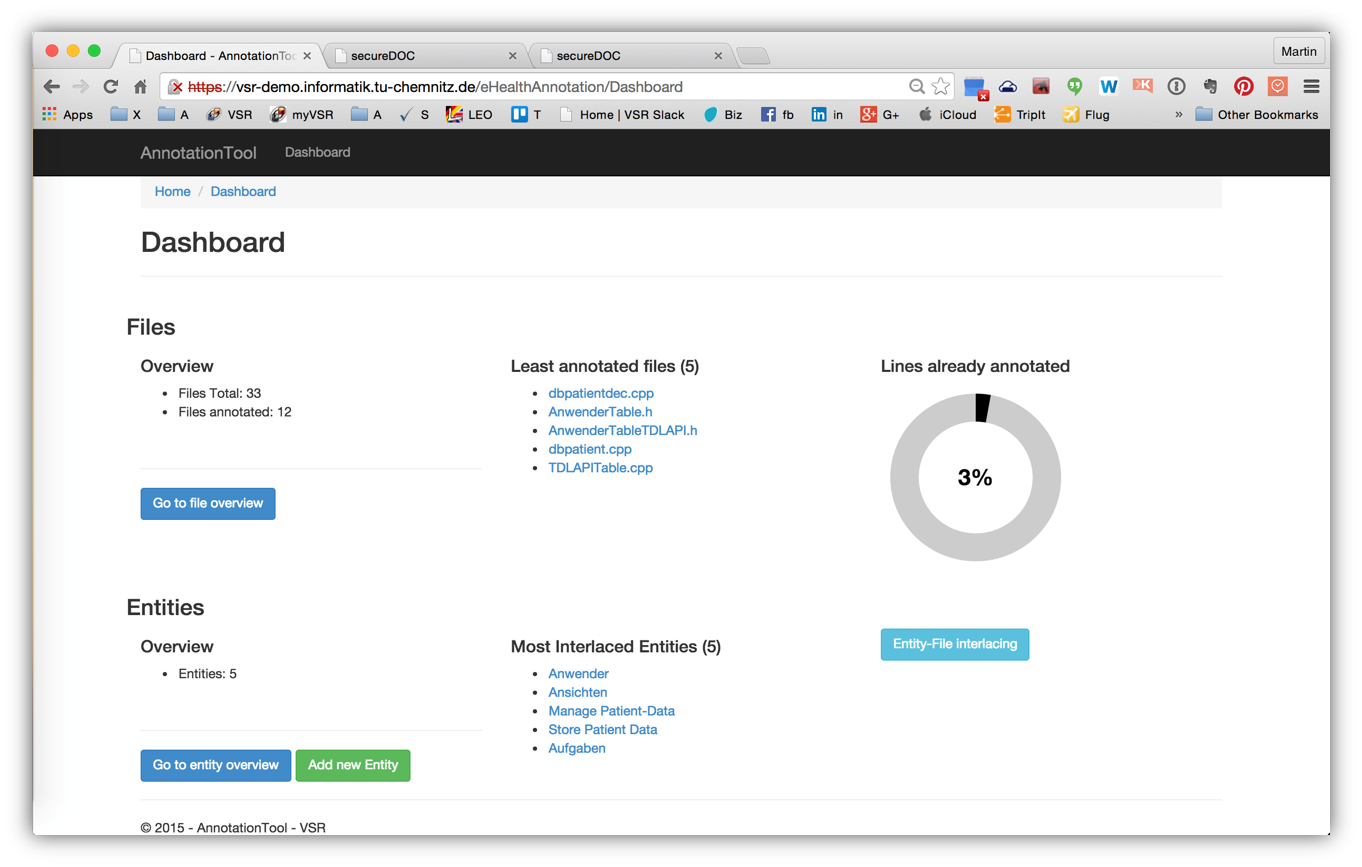 Dashboard - AnnotationToo
secureDOC
secureDOC
Martin
https://vsr-demo.informatik.tu-chemnitz.de/eHealthAnnotation/Dashboard
Apps X A VSR myVSR A S LEO T Home | VSR Slack Biz fb in G+ iCloud TripIt Flug » Other Bookmarks
AnnotationTool Dashboard
Home / Dashboard
Dashboard
Files
Overview
• Files Total: 33
• Files annotated: 12
Go to file overview
Least annotated files (5)
• dbpatientdec.cpp
• AnwenderTable.h
• AnwenderTableTDLAPI.h
• dbpatient.cpp
• TDLAPITable.cpp
Lines already annotated
3%
Entities
Overview
• Entities: 5
Go to entity overview
Add new Entity
Most Interlaced Entities (5)
• Anwender
• Ansichten
• Manage Patient-Data
• Store Patient Data
• Aufgaben
Entity-File interlacing
© 2015 - AnnotationTool - VSR